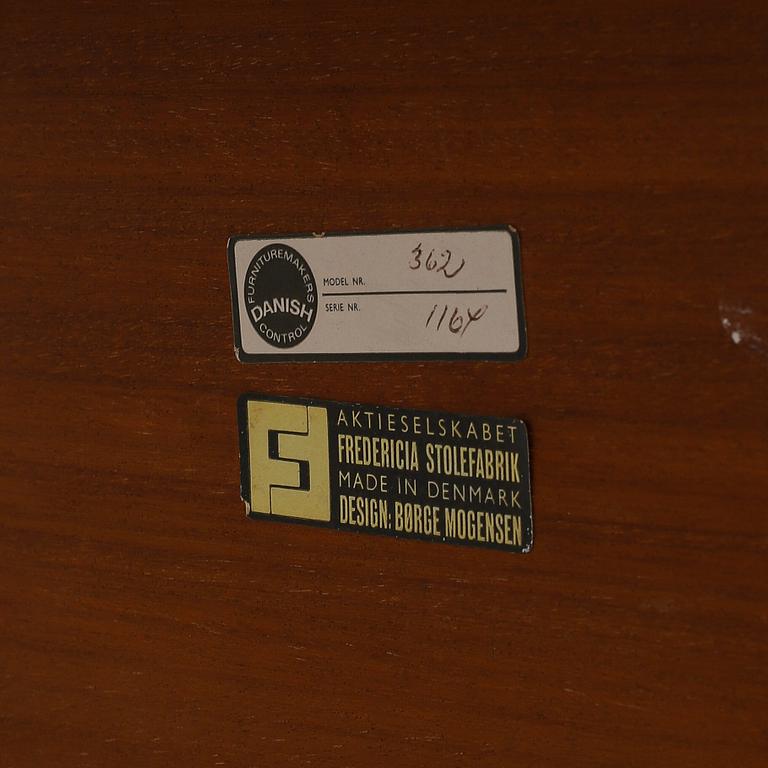 FURNITUREMAKERS
DANISH
CONTROL
MODEL NR. 362
SERIE NR. 1164
AKTIESELSKABET
FREDERICIA STOLEFABRIK
MADE IN DENMARK
DESIGN: BØRGE MOGENSEN